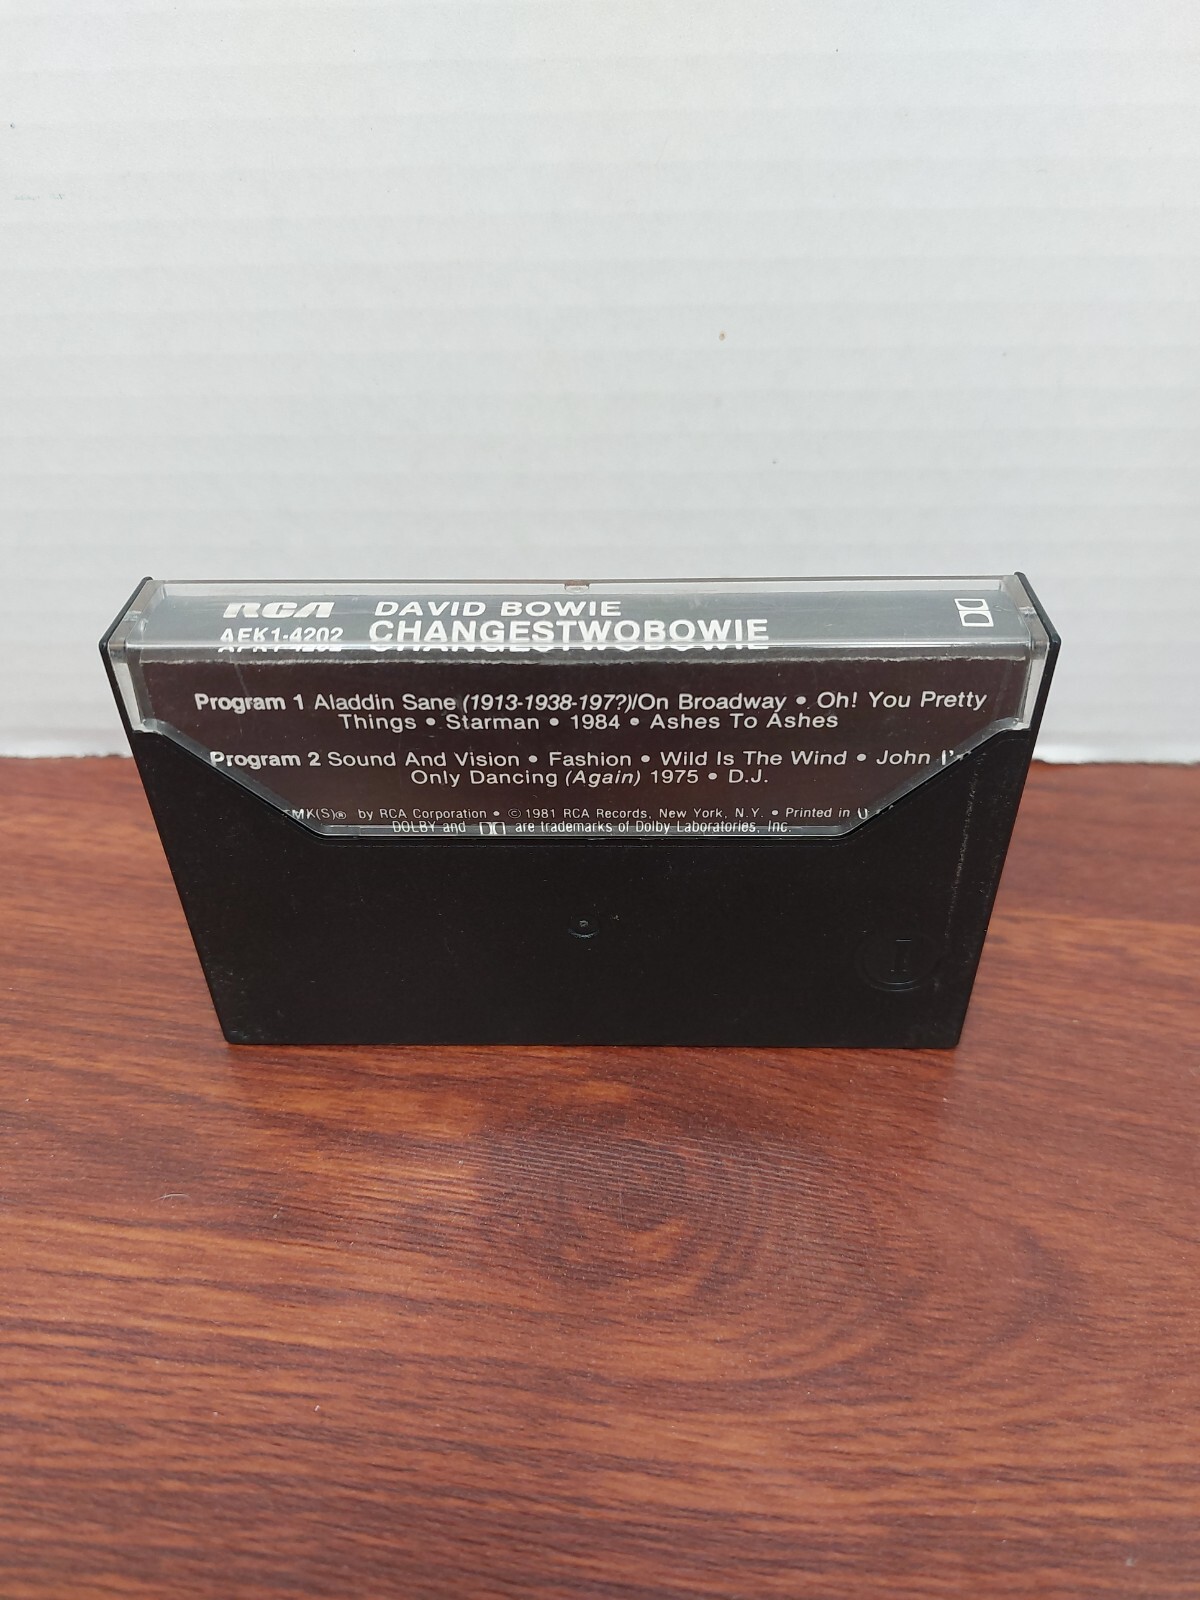 RCA DAVID BOWIE
AFK1-4202 CHANGESTWOBOWIE
Program 1 Aladdin Sane (1913-1938-197?)/On Broadway • Oh! You Pretty
Things • Starman • 1984 • Ashes To Ashes
Program 2 Sound And Vision • Fashion • Wild Is The Wind • John
Only Dancing (Again) 1975 • D.J.
TMK(S)® by RCA Corporation • © 1981 RCA Records, New York, N.Y. • Printed in U
DOLBY and are trademarks of Dolby Laboratories, Inc.